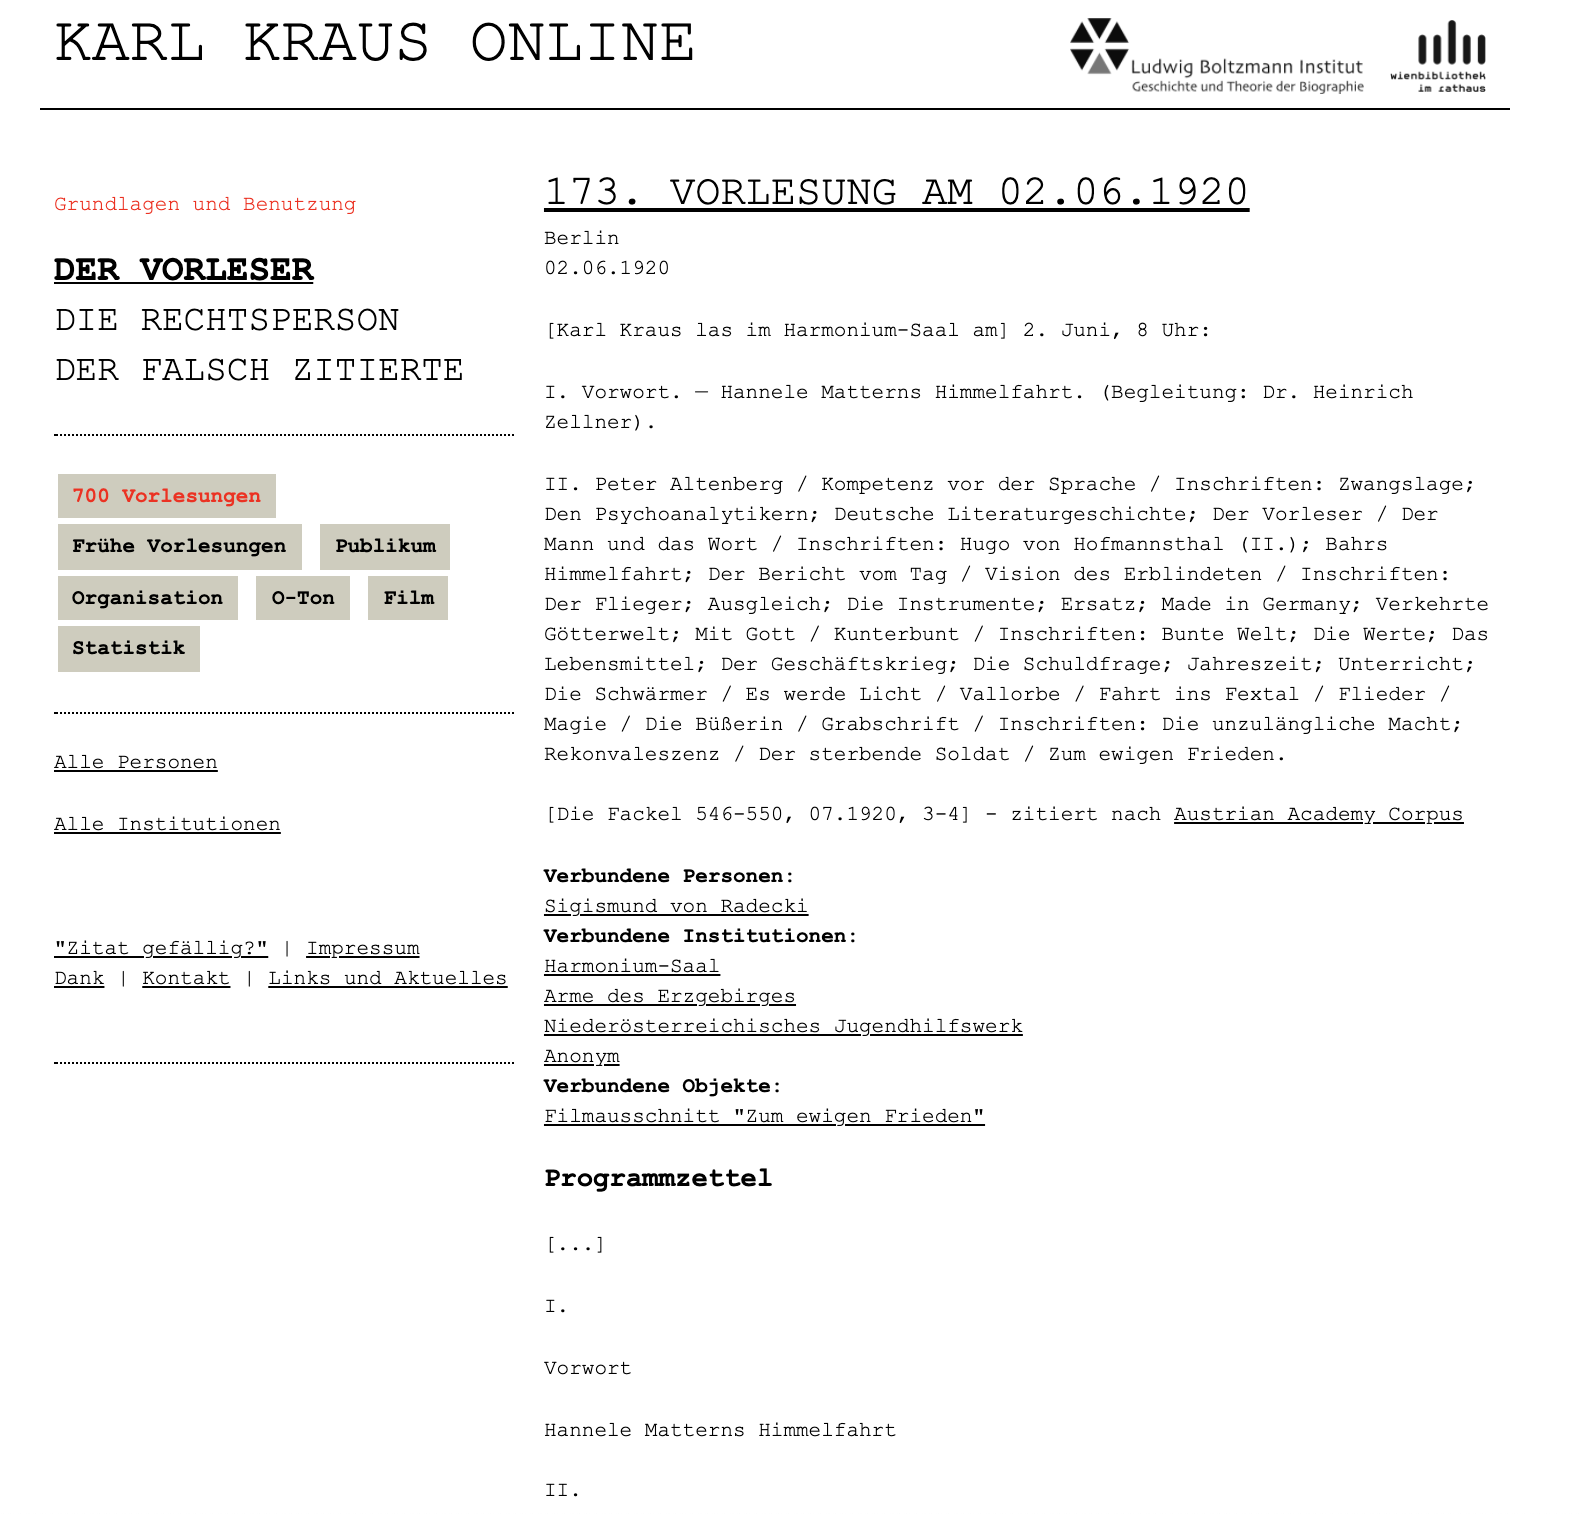 KARL KRAUS ONLINE
Ludwig Boltzmann Institut
Geschichte und Theorie der Biographie
wienbibliothek
im rathaus
Grundlagen und Benutzung
DER VORLESER
DIE RECHTSPERSON
DER FALSCH ZITIERTE
700 Vorlesungen
Frühe Vorlesungen
Publikum
Organisation
O-Ton
Film
Statistik
Alle Personen
Alle Institutionen
"Zitat gefällig?" | Impressum
Dank | Kontakt | Links und Aktuelles
173. VORLESUNG AM 02.06.1920
Berlin
02.06.1920
[Karl Kraus las im Harmonium-Saal am] 2. Juni, 8 Uhr:
I. Vorwort. — Hannele Matterns Himmelfahrt. (Begleitung: Dr. Heinrich
Zellner).
II. Peter Altenberg / Kompetenz vor der Sprache / Inschriften: Zwangslage;
Den Psychoanalytikern; Deutsche Literaturgeschichte; Der Vorleser / Der
Mann und das Wort / Inschriften: Hugo von Hofmannsthal (II.); Bahrs
Himmelfahrt; Der Bericht vom Tag / Vision des Erblindeten / Inschriften:
Der Flieger; Ausgleich; Die Instrumente; Ersatz; Made in Germany; Verkehrte
Götterwelt; Mit Gott / Kunterbunt / Inschriften: Bunte Welt; Die Werte; Das
Lebensmittel; Der Geschäftskrieg; Die Schuldfrage; Jahreszeit; Unterricht;
Die Schwärmer / Es werde Licht / Vallorbe / Fahrt ins Fextal / Flieder /
Magie / Die Büßerin / Grabschrift / Inschriften: Die unzulängliche Macht;
Rekonvaleszenz / Der sterbende Soldat / Zum ewigen Frieden.
[Die Fackel 546-550, 07.1920, 3-4] - zitiert nach Austrian Academy Corpus
Verbundene Personen:
Sigismund von Radecki
Verbundene Institutionen:
Harmonium-Saal
Arme des Erzgebirges
Niederösterreichisches Jugendhilfswerk
Anonym
Verbundene Objekte:
Filmausschnitt "Zum ewigen Frieden"
Programmzettel
[...]
I.
Vorwort
Hannele Matterns Himmelfahrt
II.